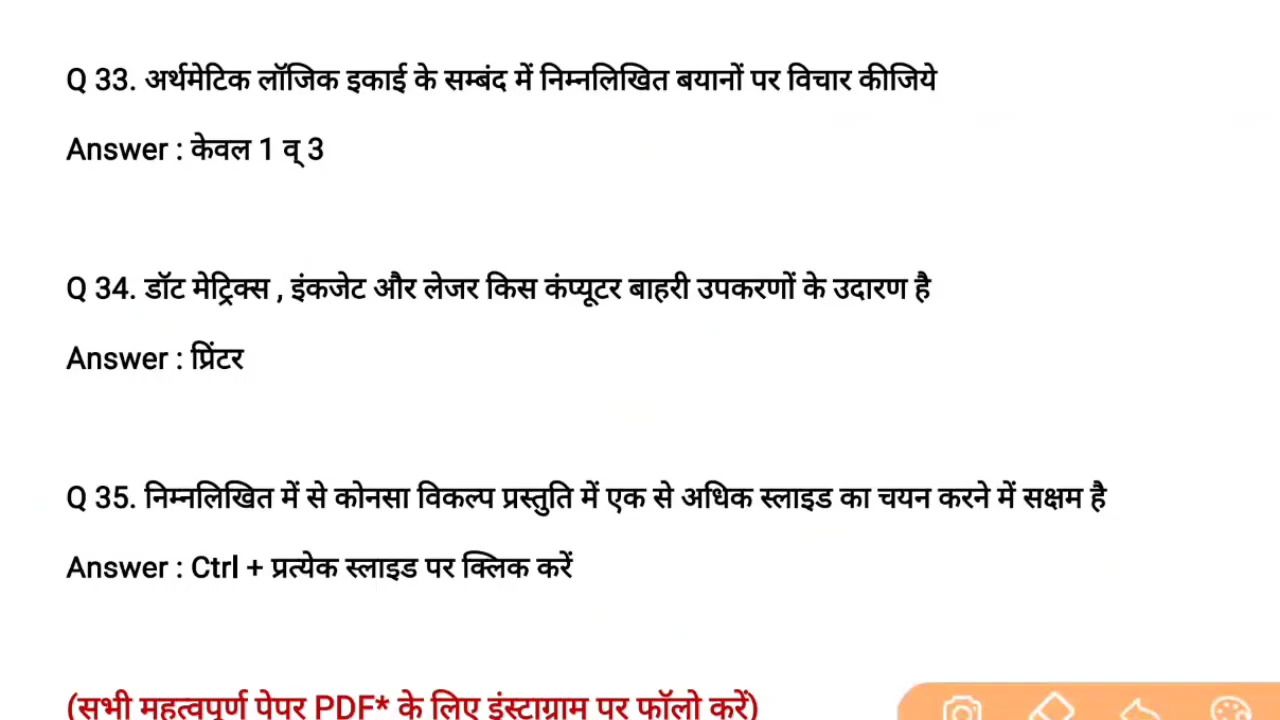 Q 33. अर्थमेटिक लॉजिक इकाई के सम्बंद में निम्नलिखित बयानों पर विचार कीजिये
Answer : केवल 1 व् 3
Q 34. डॉट मेट्रिक्स , इंकजेट और लेजर किस कंप्यूटर बाहरी उपकरणों के उदारण है
Answer : प्रिंटर
Q 35. निम्नलिखित में से कोनसा विकल्प प्रस्तुति में एक से अधिक स्लाइड का चयन करने में सक्षम है
Answer : Ctrl + प्रत्येक स्लाइड पर क्लिक करें
(सभी महत्वपूर्ण पेपर PDF* के लिए इंस्टाग्राम पर फॉलो करें)